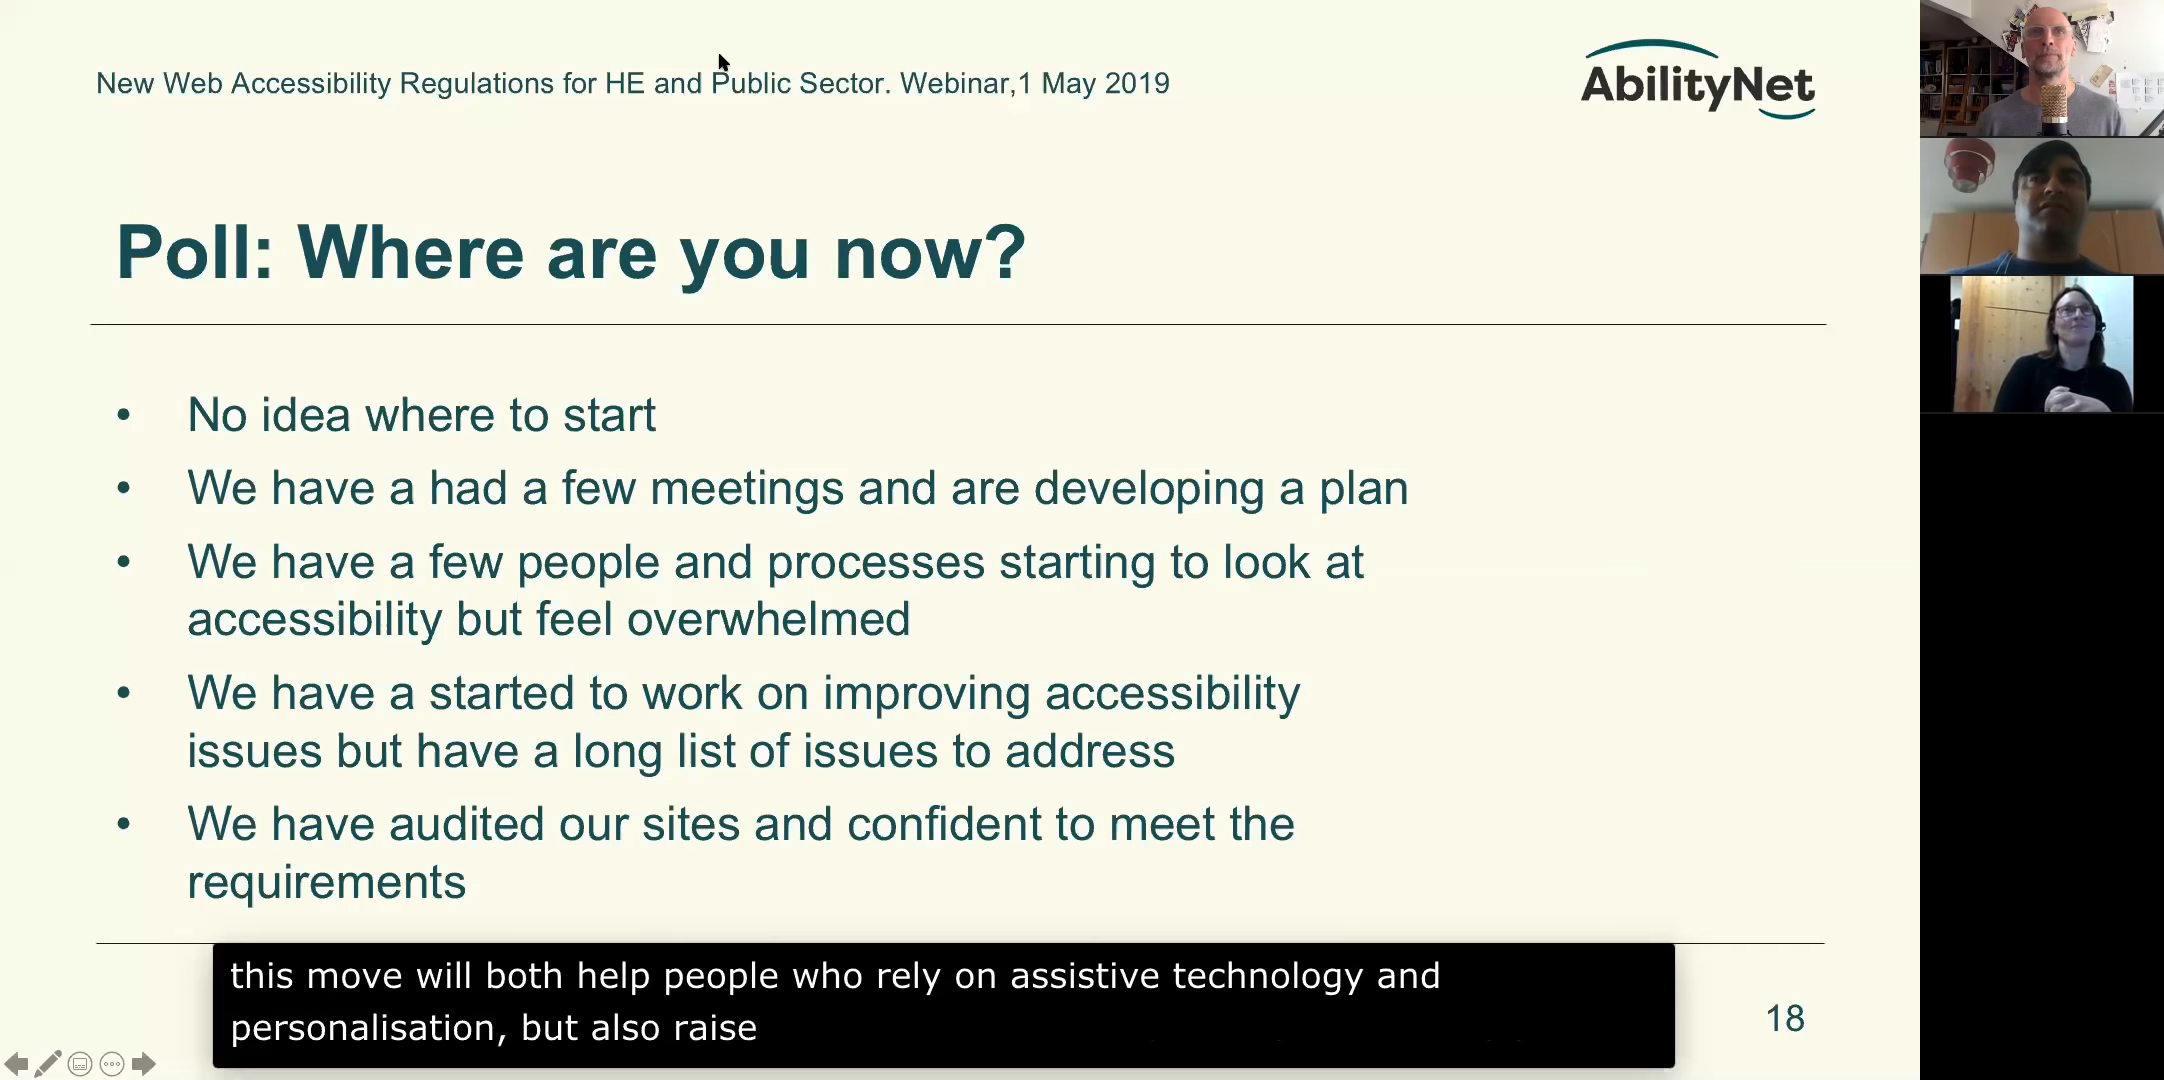 New Web Accessibility Regulations for HE and Public Sector. Webinar,1 May 2019
AbilityNet
Poll: Where are you now?
• No idea where to start
• We have a had a few meetings and are developing a plan
• We have a few people and processes starting to look at
accessibility but feel overwhelmed
• We have a started to work on improving accessibility
issues but have a long list of issues to address
• We have audited our sites and confident to meet the
requirements
this move will both help people who rely on assistive technology and
personalisation, but also raise
18